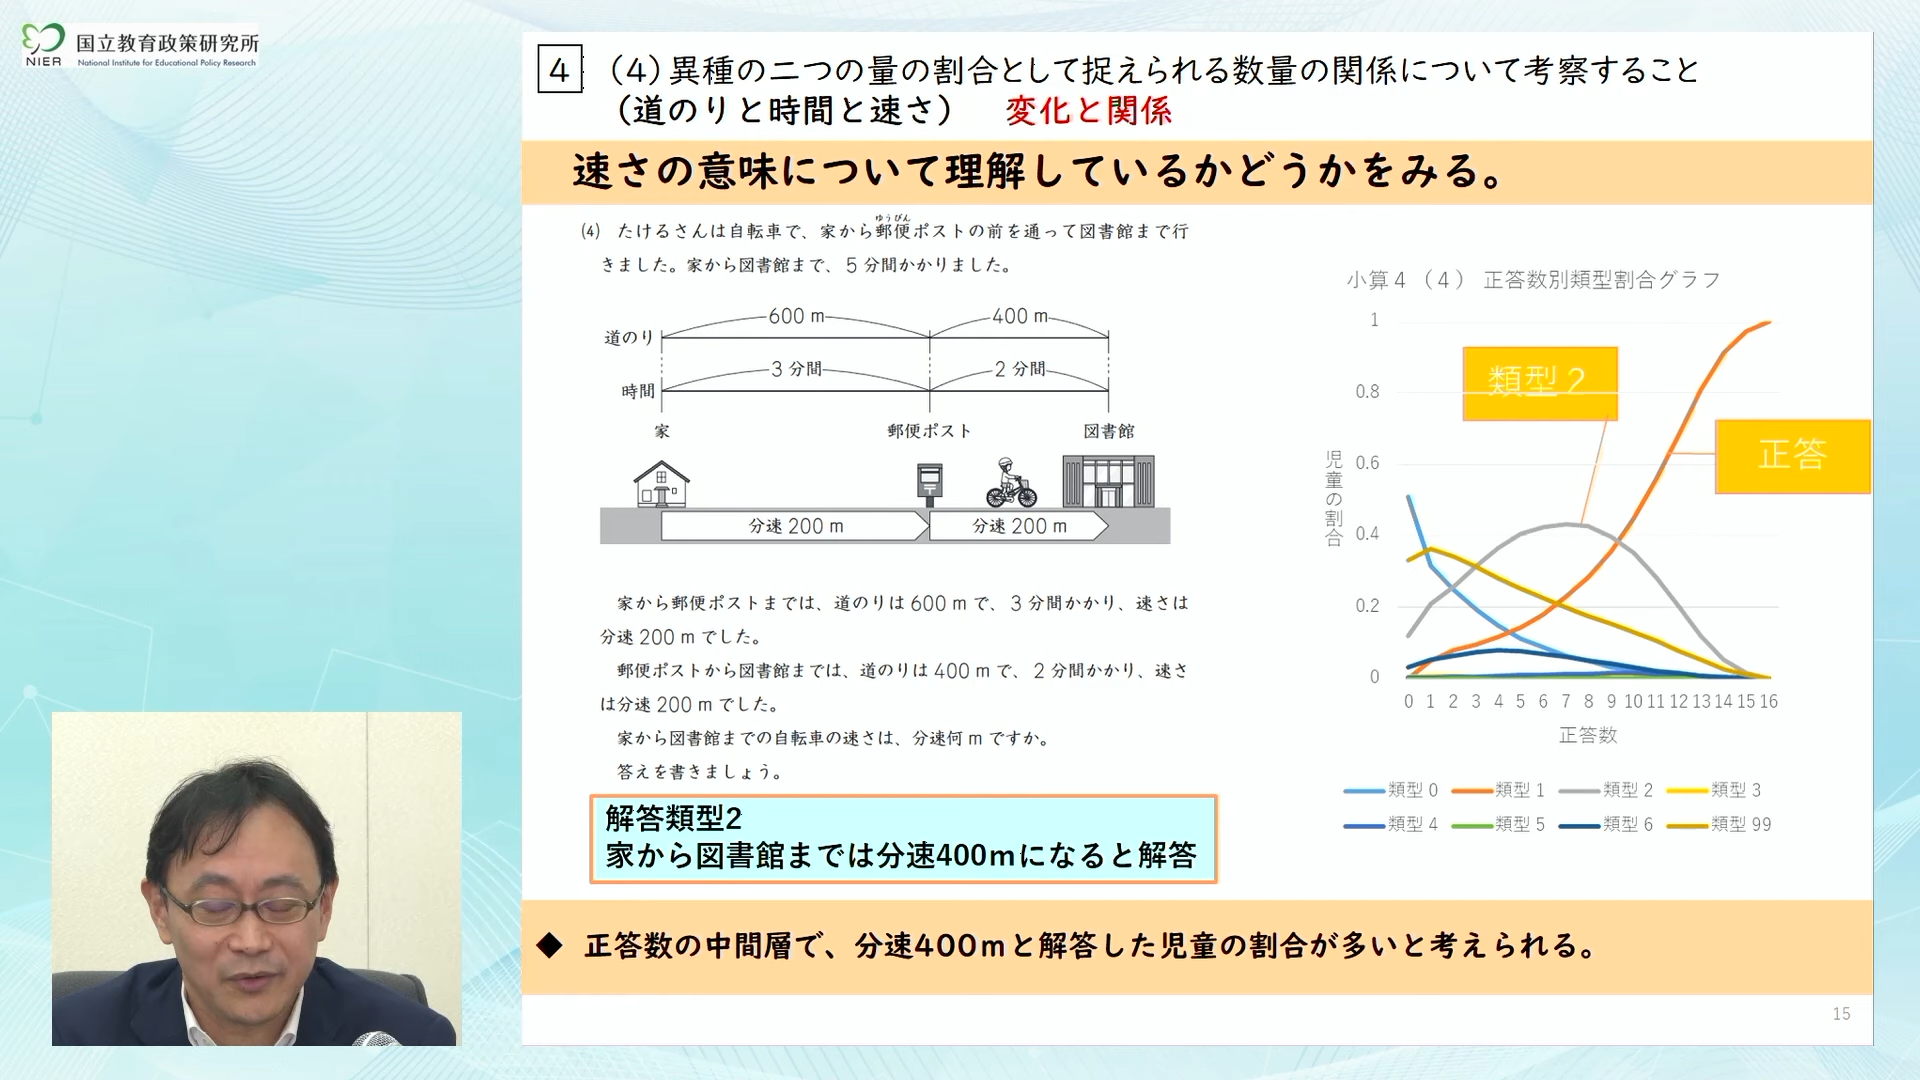 国立教育政策研究所
NIER National Institute for Educational Policy Research
4 （4）異種の二つの量の割合として捉えられる数量の関係について考察すること
（道のりと時間と速さ） 変化と関係
速さの意味について理解しているかどうかをみる。
ゆうびん
(4) たけるさんは自転車で、家から郵便ポストの前を通って図書館まで行
きました。家から図書館まで、5 分間かかりました。
600 m 400 m
道のり
3 分間 2 分間
時間
家 郵便ポスト 図書館
分速 200 m 分速 200 m
家から郵便ポストまでは、道のりは 600 m で、3 分間かかり、速さは
分速 200 m でした。
郵便ポストから図書館までは、道のりは 400 m で、2 分間かかり、速さ
は分速 200 m でした。
家から図書館までの自転車の速さは、分速何 m ですか。
答えを書きましょう。
解答類型2
家から図書館までは分速400mになると解答
小算４（４） 正答数別類型割合グラフ
1
0.8
0.6
0.4
0.2
0
児童の割合
類型２
正答
0 1 2 3 4 5 6 7 8 9 10 11 12 13 14 15 16
正答数
類型 0 類型 1 類型 2 類型 3
類型 4 類型 5 類型 6 類型 99
◆ 正答数の中間層で、分速400mと解答した児童の割合が多いと考えられる。
15